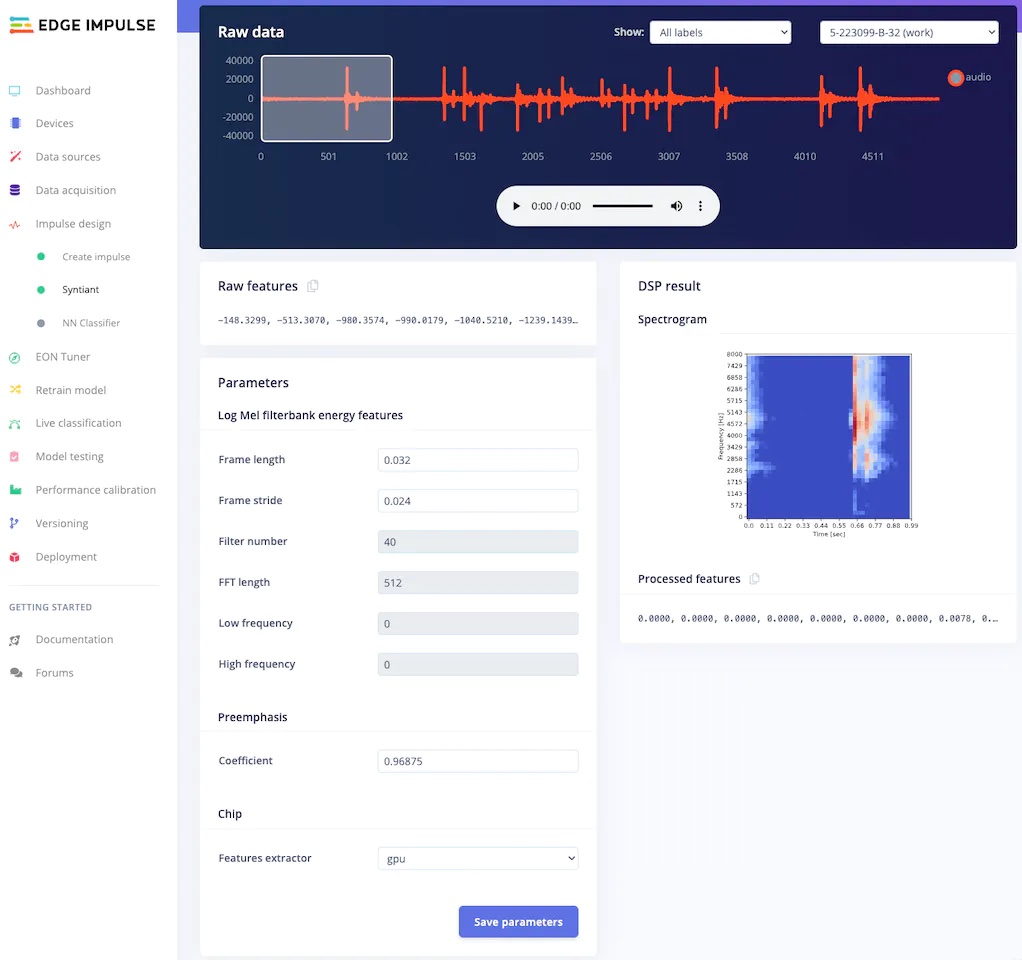 EDGE IMPULSE
Dashboard
Devices
Data sources
Data acquisition
Impulse design
Create impulse
Syntiant
NN Classifier
EON Tuner
Retrain model
Live classification
Model testing
Performance calibration
Versioning
Deployment
GETTING STARTED
Documentation
Forums
Raw data
Show: All labels 5-223099-B-32 (work)
40000
20000
0
-20000
-40000
0 501 1002 1503 2005 2506 3007 3508 4010 4511
audio
0:00 / 0:00
Raw features
-148.3299, -513.3070, -980.3574, -990.0179, -1040.5210, -1239.1439…
Parameters
Log Mel filterbank energy features
Frame length 0.032
Frame stride 0.024
Filter number 40
FFT length 512
Low frequency 0
High frequency 0
Preemphasis
Coefficient 0.96875
Chip
Features extractor gpu
Save parameters
DSP result
Spectrogram
8000
7429
6858
6286
5715
5143
4572
4000
3429
2858
2286
1715
1143
572
0
Frequency [Hz]
0.0 0.11 0.22 0.33 0.44 0.55 0.66 0.77 0.88 0.99
Time [sec]
Processed features
0.0000, 0.0000, 0.0000, 0.0000, 0.0000, 0.0000, 0.0000, 0.0078, 0.…